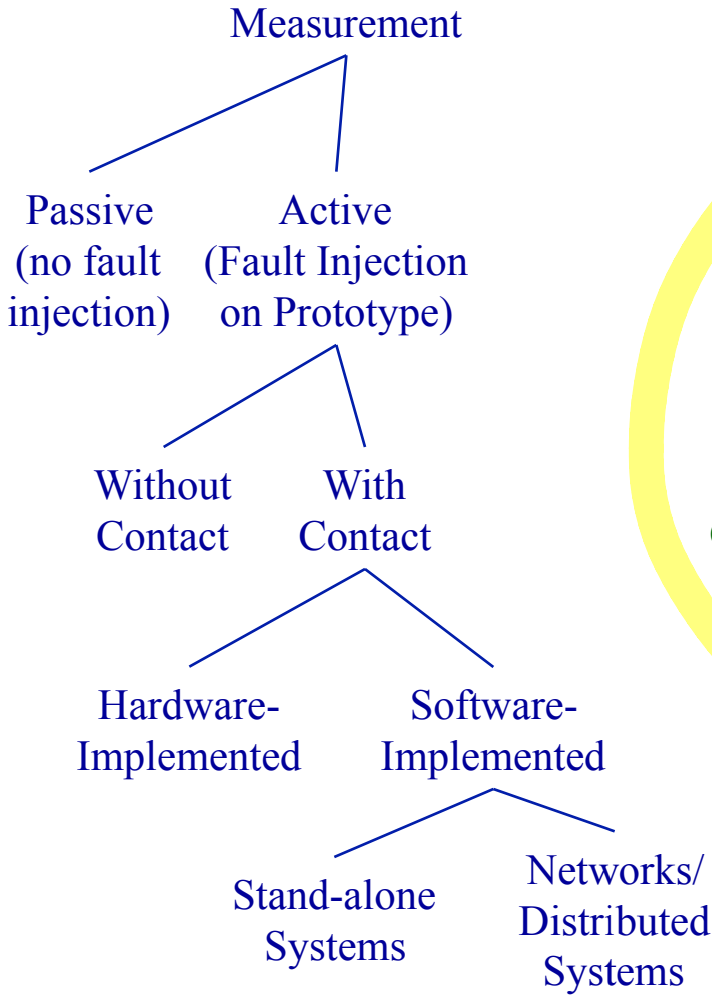 Measurement
Passive
(no fault
injection)
Active
(Fault Injection
on Prototype)
Without
Contact
With
Contact
Hardware-
Implemented
Software-
Implemented
Stand-alone
Systems
Networks/
Distributed
Systems